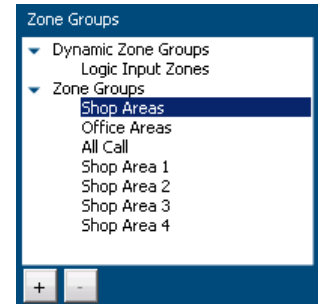 Zone Groups
Dynamic Zone Groups
Logic Input Zones
Zone Groups
Shop Areas
Office Areas
All Call
Shop Area 1
Shop Area 2
Shop Area 3
Shop Area 4
+ -